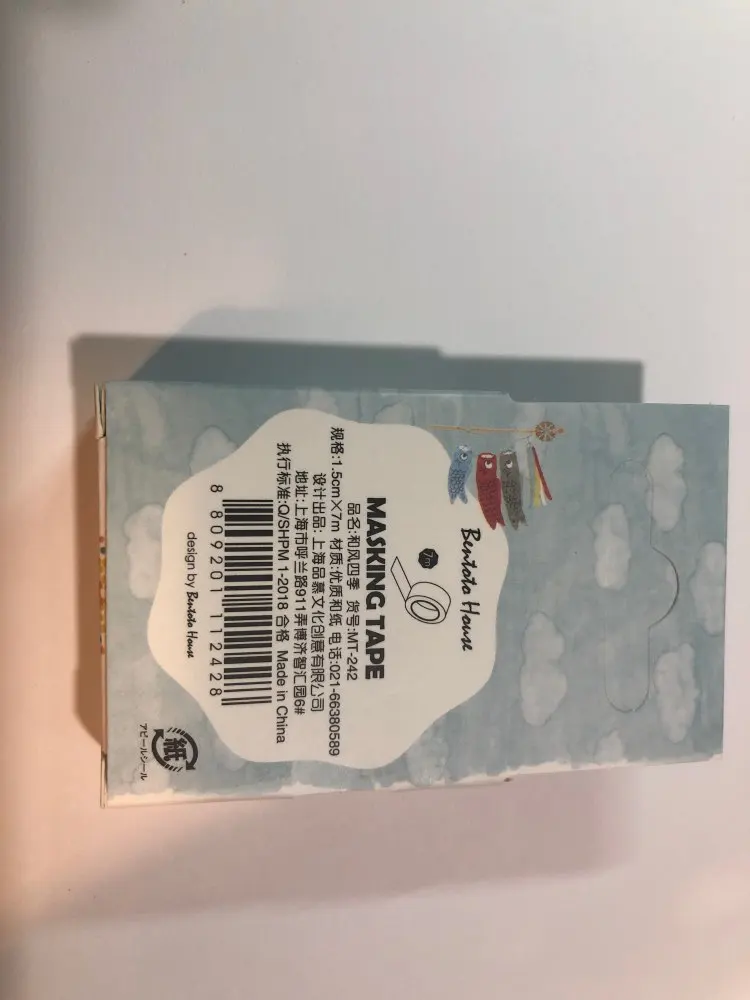 Bentoto House
7m
MASKING TAPE
品名:和风四季 货号:MT-242
规格:1.5cm×7m 材质:优质和纸 电话:021-66380589
设计出品: 上海品慕文化创意有限公司
地址:上海市呼兰路911弄博济智汇园6#
执行标准:Q/SHPM 1-2018 合格 Made in China
8 809201 112428
design by Bentoto House
紙
アピールシール